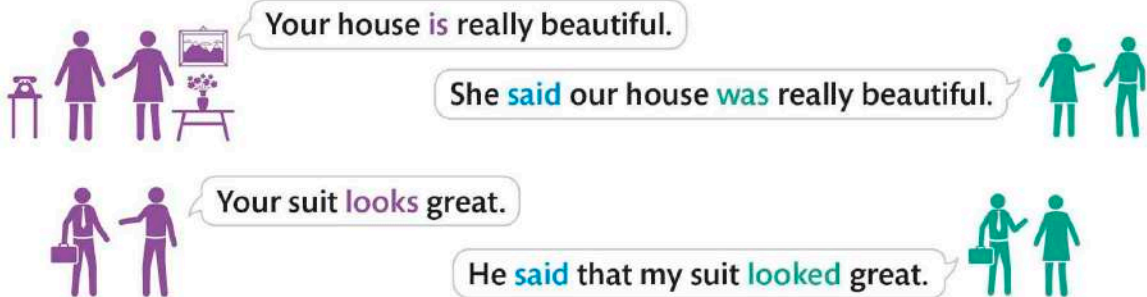 Your house is really beautiful.
She said our house was really beautiful.
Your suit looks great.
He said that my suit looked great.